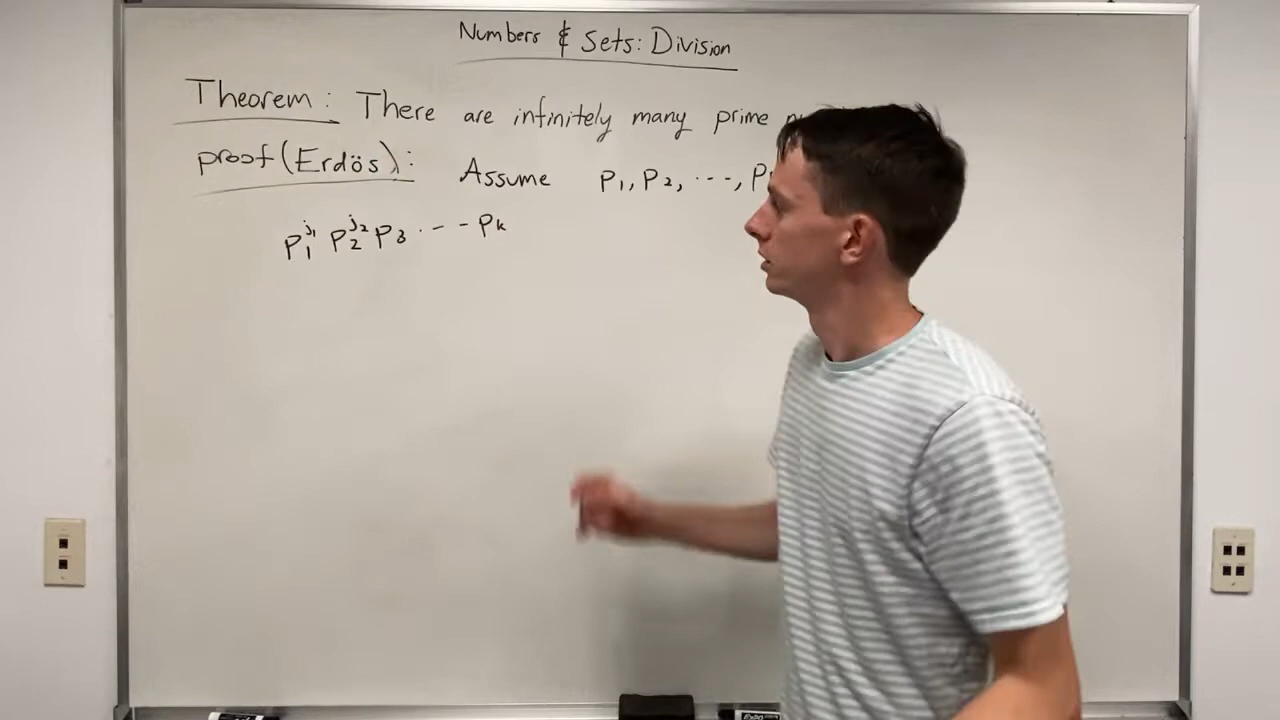 Numbers & Sets: Division
Theorem: There are infinitely many prime
proof (Erdös): Assume p₁, p₂, ---, p
p₁^j₁ p₂^j₂ p₃ --- pₖ